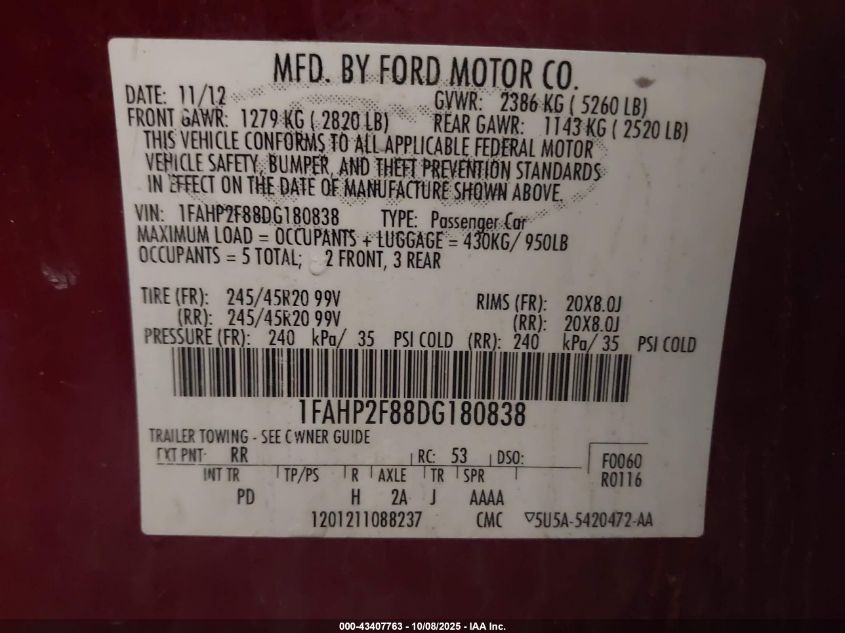 MFD. BY FORD MOTOR CO.
DATE: 11/12 GVWR: 2386 KG ( 5260 LB)
FRONT GAWR: 1279 KG ( 2820 LB) REAR GAWR: 1143 KG ( 2520 LB)
THIS VEHICLE CONFORMS TO ALL APPLICABLE FEDERAL MOTOR
VEHICLE SAFETY, BUMPER, AND THEFT PREVENTION STANDARDS
IN EFFECT ON THE DATE OF MANUFACTURE SHOWN ABOVE.
VIN: 1FAHP2F88DG180838 TYPE: Passenger Car
MAXIMUM LOAD = OCCUPANTS + LUGGAGE = 430KG/ 950LB
OCCUPANTS = 5 TOTAL; 2 FRONT, 3 REAR
TIRE (FR): 245/45R20 99V RIMS (FR): 20X8.0J
(RR): 245/45R20 99V (RR): 20X8.0J
PRESSURE (FR): 240 kPa/ 35 PSI COLD (RR): 240 kPa/ 35 PSI COLD
1FAHP2F88DG180838
TRAILER TOWING - SEE OWNER GUIDE
EXT PNT: RR RC: 53 DSO: F0060
R0116
INT TR TP/PS R AXLE TR SPR
PD H 2A J AAAA
1201211088237 CMC ▽5U5A-5420472-AA
000-43407763 - 10/08/2025 - IAA Inc.